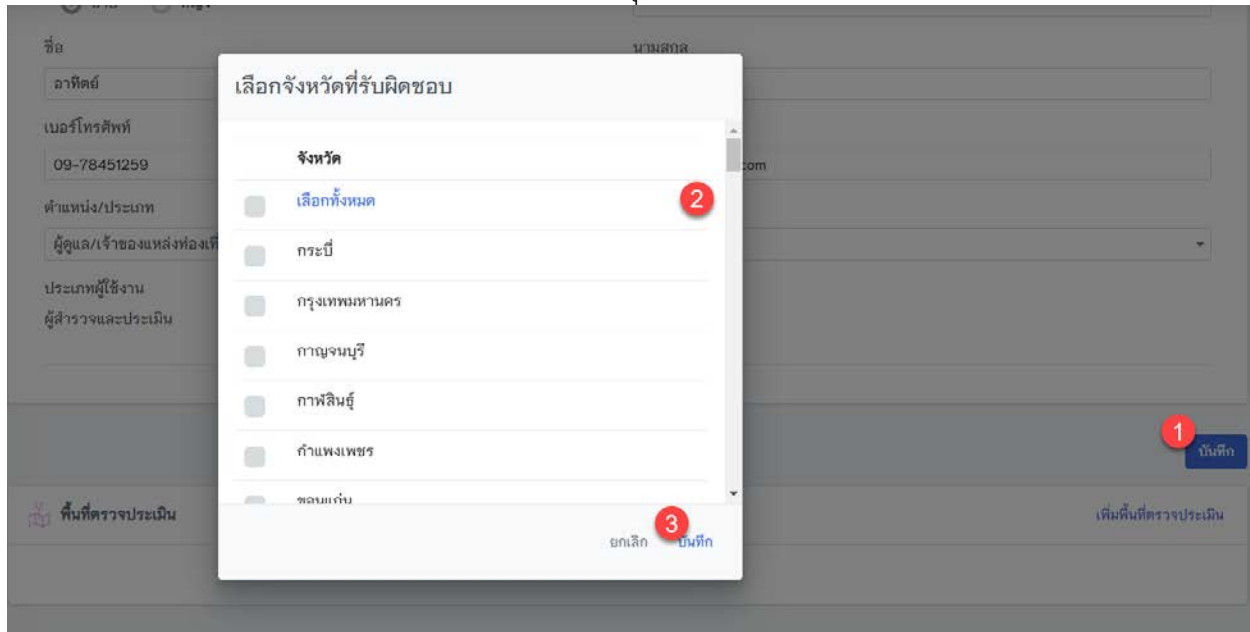 ชื่อ
นามสกุล
อาทิตย์
เลือกจังหวัดที่รับผิดชอบ
เบอร์โทรศัพท์
09-78451259
com
จังหวัด
ตำแหน่ง/ประเภท
เลือกทั้งหมด
2
ผู้ดูแล/เจ้าของแหล่งท่องเที่
กระบี่
ประเภทผู้ใช้งาน
กรุงเทพมหานคร
ผู้สำรวจและประเมิน
กาญจนบุรี
กาฬสินธุ์
1
กำแพงเพชร
บันทึก
ขอนแก่น
พื้นที่ตรวจประเมิน
เพิ่มพื้นที่ตรวจประเมิน
3
ยกเลิก
บันทึก